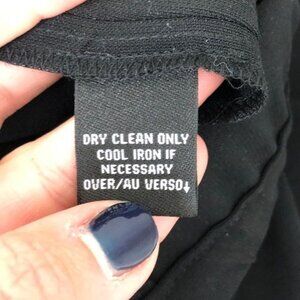 DRY CLEAN ONLY
COOL IRON IF
NECESSARY
OVER/AU VERSO↓